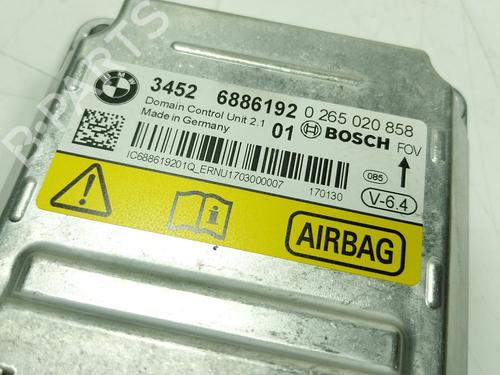 B-PARTS
BMW
3452 6886192 0 265 020 858
Domain Control Unit 2.1 01 BOSCH FOV
Made in Germany
IC688619201Q_ERNU1703000007 170130
085
V-6.4
AIRBAG